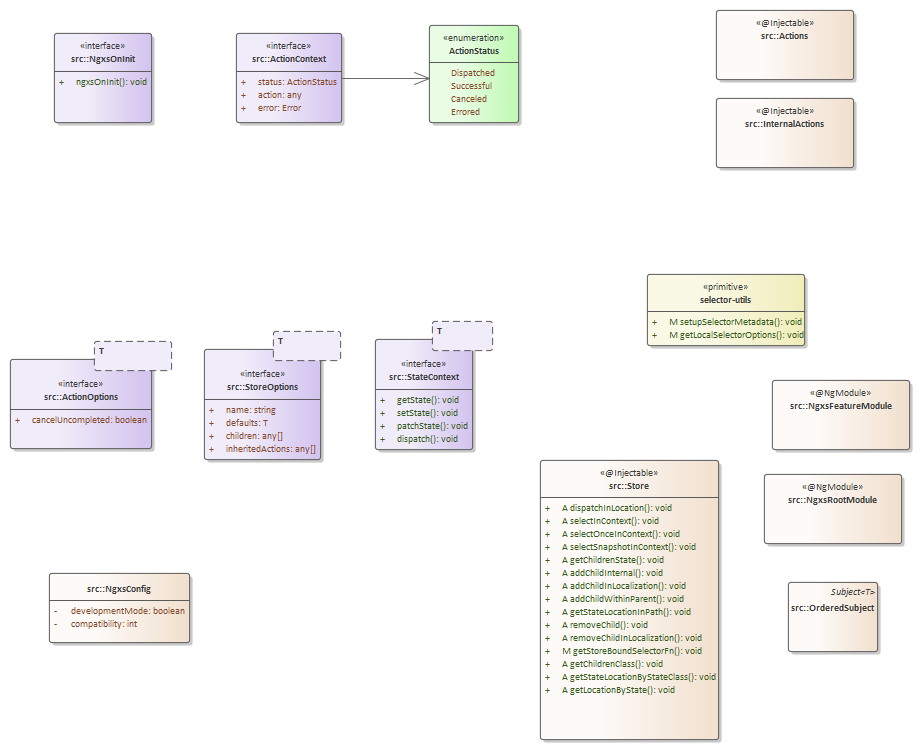 «interface»
src::NgxsOnInit
+ ngxsOnInit(): void
«interface»
src::ActionContext
+ status: ActionStatus
+ action: any
+ error: Error
«enumeration»
ActionStatus
Dispatched
Successful
Canceled
Errored
«@Injectable»
src::Actions
«@Injectable»
src::InternalActions
«primitive»
selector-utils
+ M setupSelectorMetadata(): void
+ M getLocalSelectorOptions(): void
T
«interface»
src::ActionOptions
+ cancelUncompleted: boolean
T
«interface»
src::StoreOptions
+ name: string
+ defaults: T
+ children: any[]
+ inheritedActions: any[]
T
«interface»
src::StateContext
+ getState(): void
+ setState(): void
+ patchState(): void
+ dispatch(): void
«@NgModule»
src::NgxsFeatureModule
«@Injectable»
src::Store
+ A dispatchInLocation(): void
+ A selectInContext(): void
+ A selectOnceInContext(): void
+ A selectSnapshotInContext(): void
+ A getChildrenState(): void
+ A addChildInternal(): void
+ A addChildInLocalization(): void
+ A addChildWithinParent(): void
+ A getStateLocationInPath(): void
+ A removeChild(): void
+ A removeChildInLocalization(): void
+ M getStoreBoundSelectorFn(): void
+ A getChildrenClass(): void
+ A getStateLocationByStateClass(): void
+ A getLocationByState(): void
«@NgModule»
src::NgxsRootModule
src::NgxsConfig
- developmentMode: boolean
- compatibility: int
Subject<T>
src::OrderedSubject